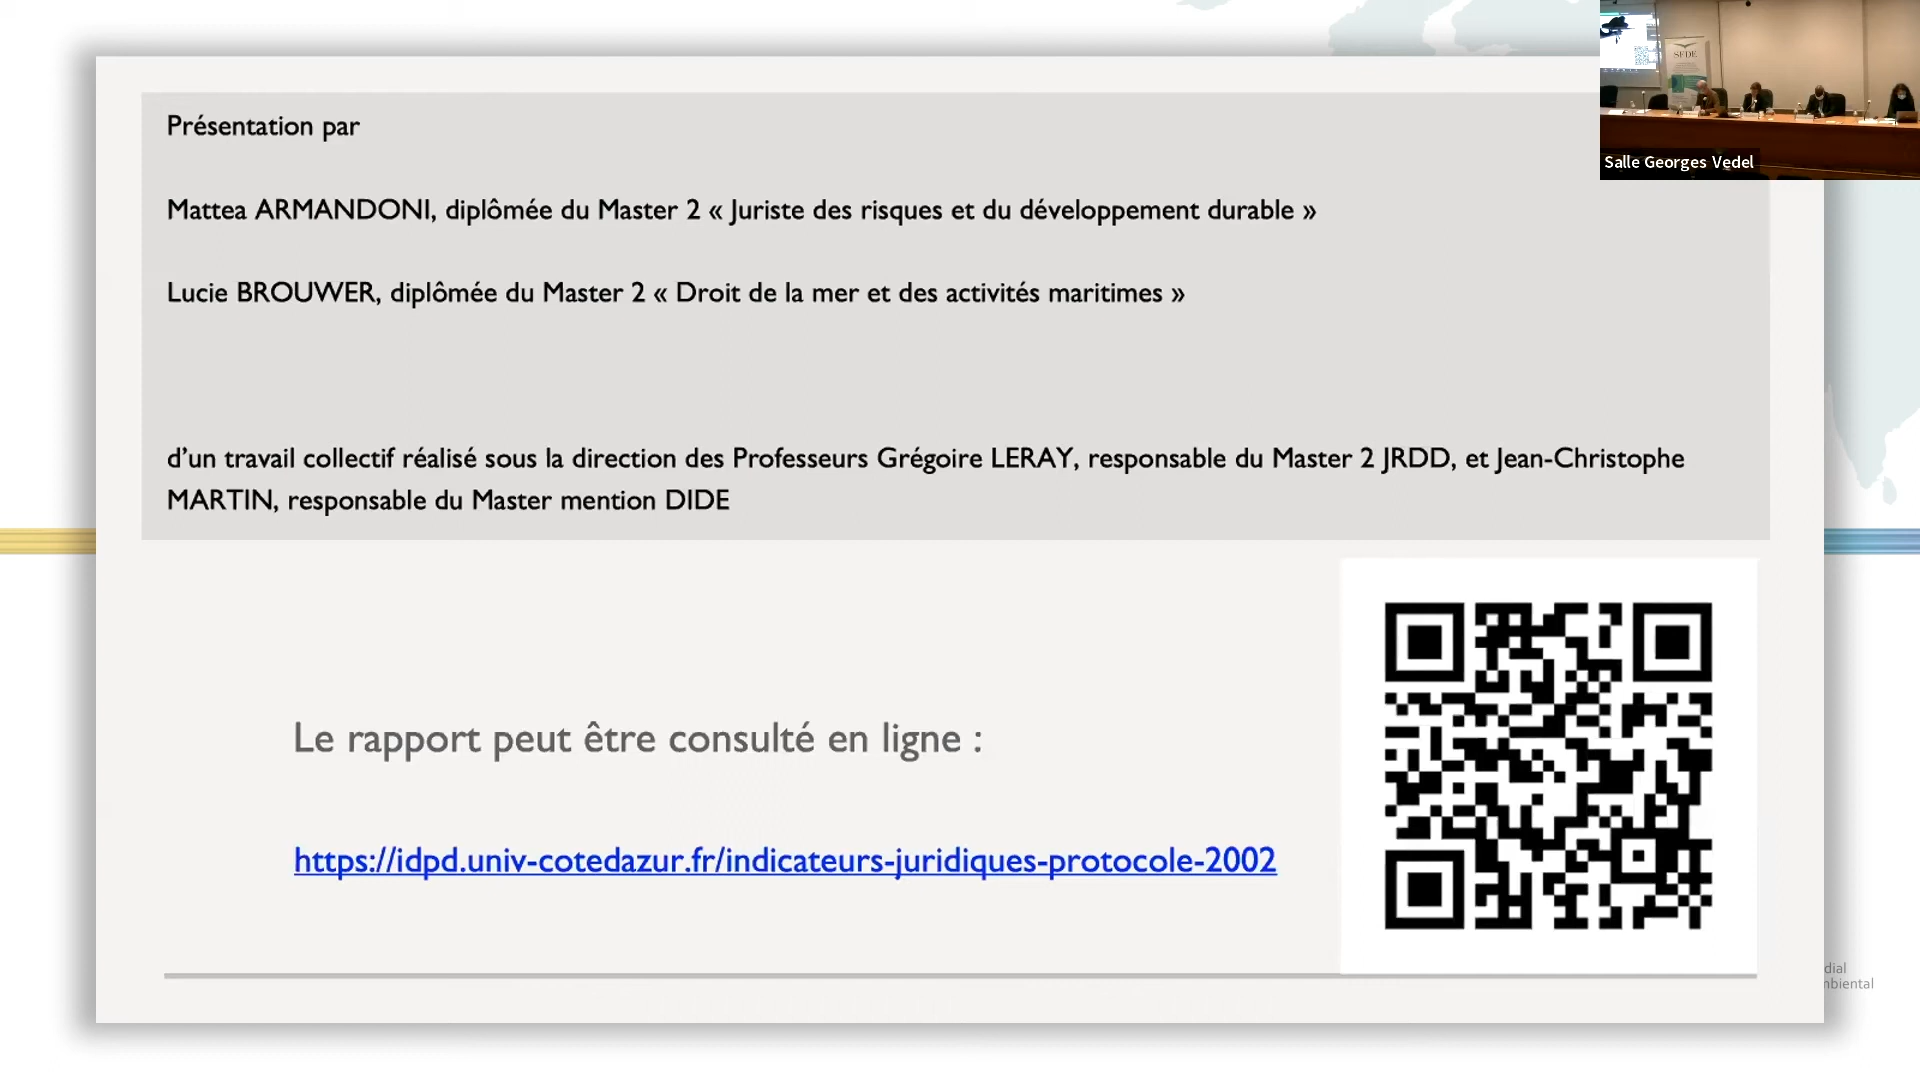 Présentation par
Mattea ARMANDONI, diplômée du Master 2 « Juriste des risques et du développement durable »
Lucie BROUWER, diplômée du Master 2 « Droit de la mer et des activités maritimes »
d’un travail collectif réalisé sous la direction des Professeurs Grégoire LERAY, responsable du Master 2 JRDD, et Jean-Christophe
MARTIN, responsable du Master mention DIDE
Le rapport peut être consulté en ligne :
https://idpd.univ-cotedazur.fr/indicateurs-juridiques-protocole-2002
SFDE
Salle Georges Vedel
dial
mbiental